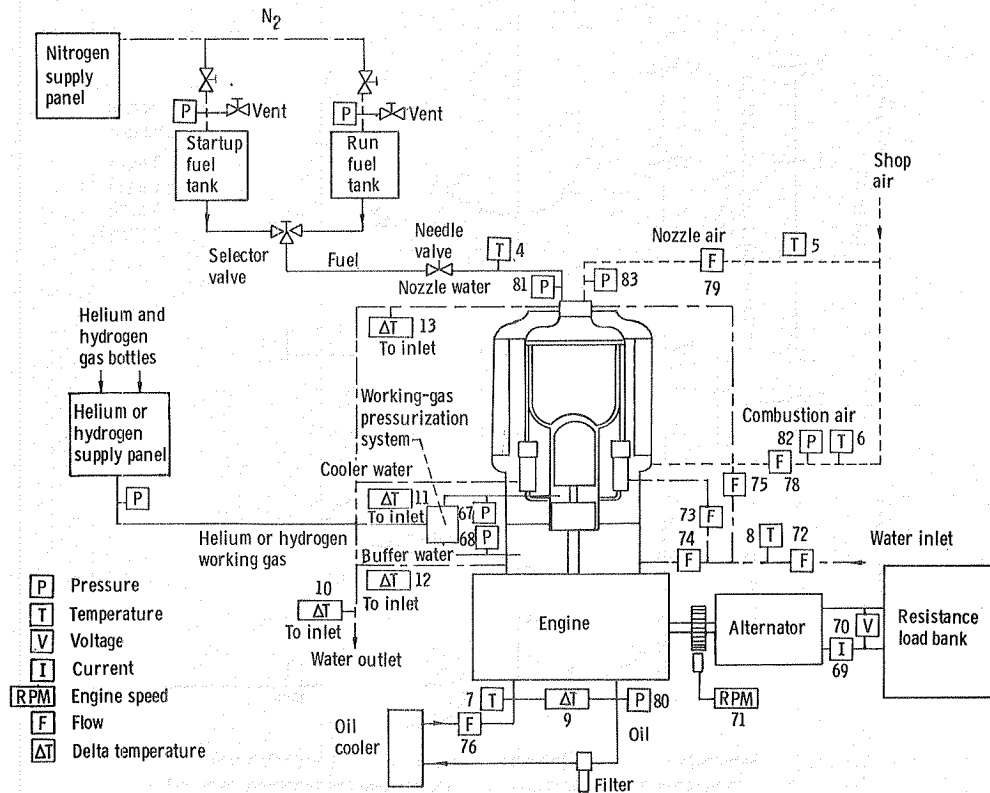 N2
Nitrogen
supply
panel
P
Vent
P
Vent
Startup
fuel
tank
Run
fuel
tank
Shop
air
Selector
valve
Fuel
Needle
valve
T 4
Nozzle water
Nozzle air
F
79
T 5
81 P
P 83
ΔT 13
To inlet
Helium and
hydrogen
gas bottles
Helium or
hydrogen
supply panel
P
Working-gas
pressurization
system
Cooler water
ΔT 11
To inlet
67 P
68 P
Helium or hydrogen
working gas
Buffer water
ΔT 12
To inlet
10
ΔT
To inlet
Water outlet
Combustion air
82 P
T 6
F
78
F 75
73 F
74
F
8 T
72
F
Water inlet
Engine
Alternator
70 V
I
69
Resistance
load bank
RPM
71
7 T
ΔT
9
P 80
F
76
Oil
cooler
Oil
Filter
P Pressure
T Temperature
V Voltage
I Current
RPM Engine speed
F Flow
ΔT Delta temperature